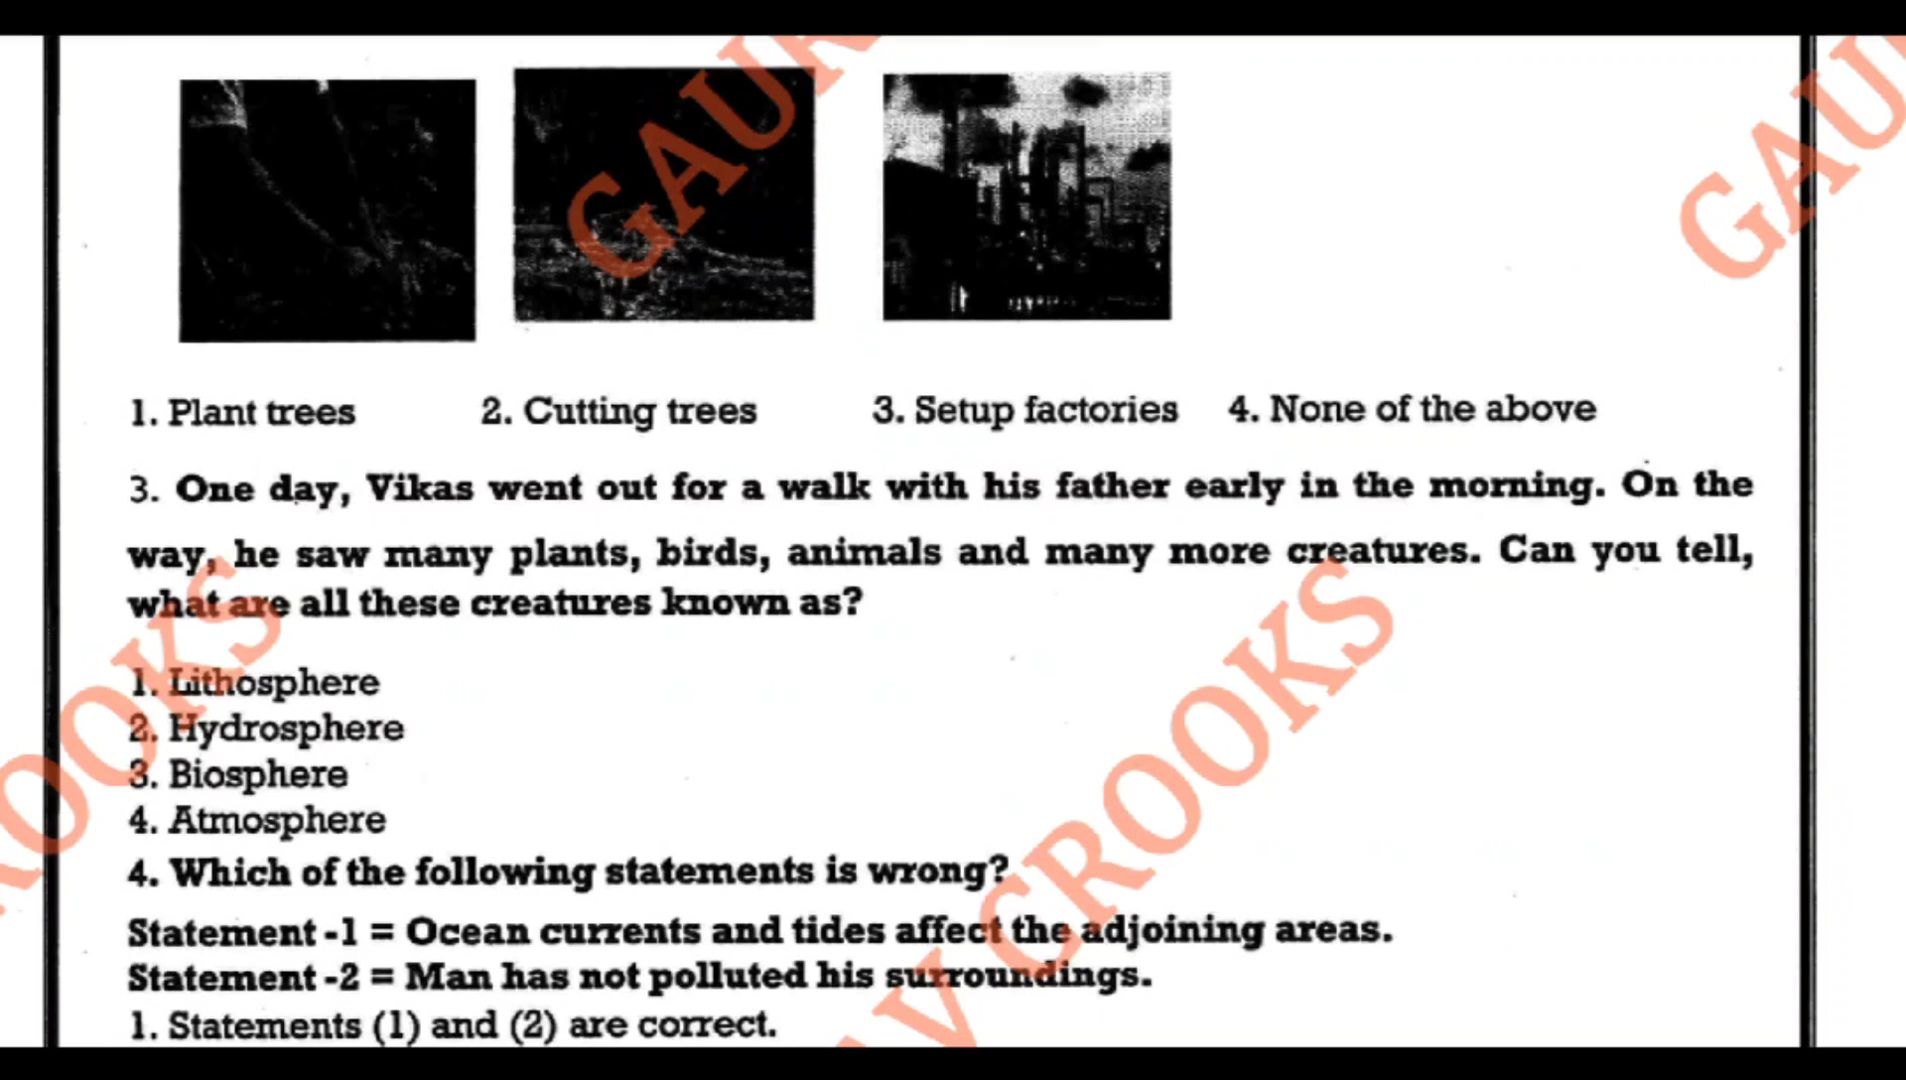 1. Plant trees 2. Cutting trees 3. Setup factories 4. None of the above
3. One day, Vikas went out for a walk with his father early in the morning. On the
way, he saw many plants, birds, animals and many more creatures. Can you tell,
what are all these creatures known as?
1. Lithosphere
2. Hydrosphere
3. Biosphere
4. Atmosphere
4. Which of the following statements is wrong?
Statement -1 = Ocean currents and tides affect the adjoining areas.
Statement -2 = Man has not polluted his surroundings.
1. Statements (1) and (2) are correct.
GAUR
GAU
ROOKS
AV CROOKS